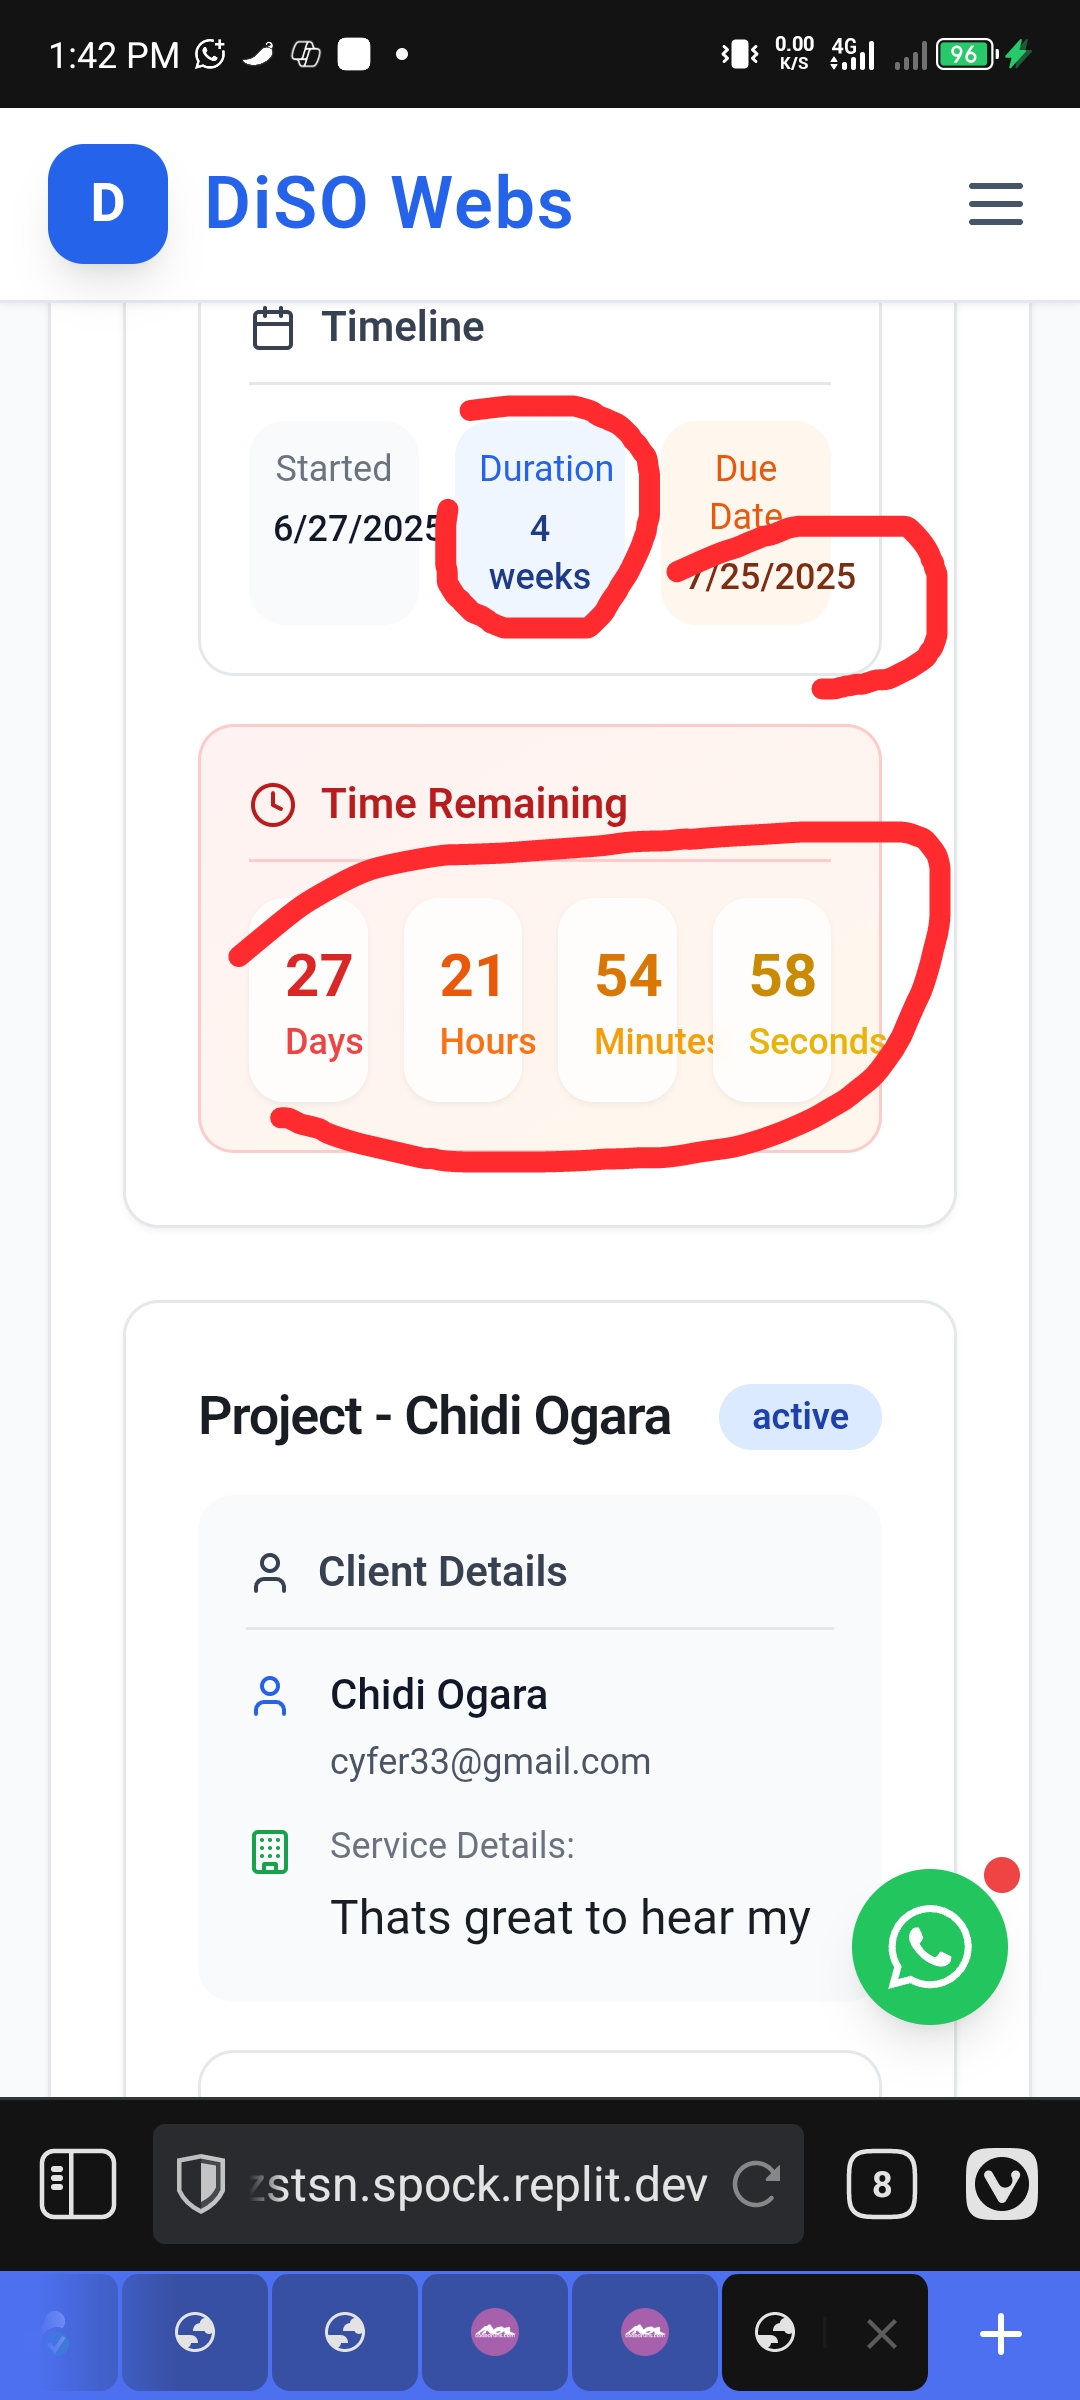 1:42 PM
0.00 K/S
4G
96
D
DiSO Webs
Timeline
Started
6/27/2025
Duration
4
weeks
Due
Date
7/25/2025
Time Remaining
27
Days
21
Hours
54
Minutes
58
Seconds
Project - Chidi Ogara
active
Client Details
Chidi Ogara
cyfer33@gmail.com
Service Details:
Thats great to hear my
zstsn.spock.replit.dev
8